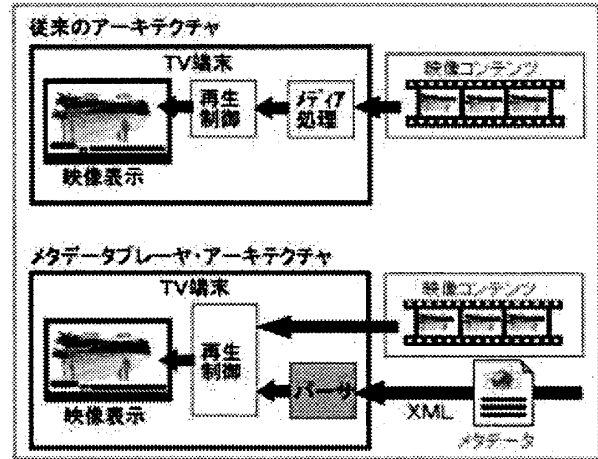 従来のアーキテクチャ
TV端末
映像コンテンツ
再生
制御
メディア
処理
映像表示
メタデータプレーヤ・アーキテクチャ
TV端末
映像コンテンツ
再生
制御
パーサ
映像表示
XML
メタデータ